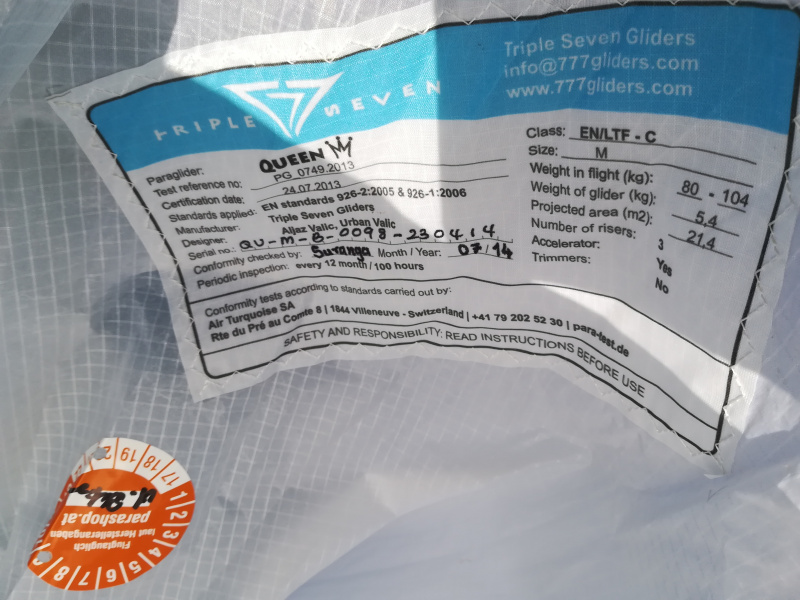 TRIPLE SEVEN
Triple Seven Gliders
info@777gliders.com
www.777gliders.com
Paraglider: QUEEN
Test reference no: PG_0749.2013
Certification date: 24.07.2013
Standards applied: EN standards 926-2:2005 & 926-1:2006
Manufacturer: Triple Seven Gliders
Designer: Aljaz Valic, Urban Valic
Serial no.: QU-M-B-0098-230414
Conformity checked by: Suranga Month / Year: 07/14
Periodic inspection: every 12 month / 100 hours
Class: EN/LTF - C
Size: M
Weight in flight (kg): 80 - 104
Weight of glider (kg): 5,4
Projected area (m2): 21,4
Number of risers: 3
Accelerator: Yes
Trimmers: No
Conformity tests according to standards carried out by:
Air Turquoise SA
Rte du Pré au Comte 8 | 1844 Villeneuve - Switzerland | +41 79 202 52 30 | para-test.de
SAFETY AND RESPONSIBILITY: READ INSTRUCTIONS BEFORE USE
17 18 19
1 2 3 4 5 6 7 8
parashop.at
Flugtauglich
laut Herstellerangaben